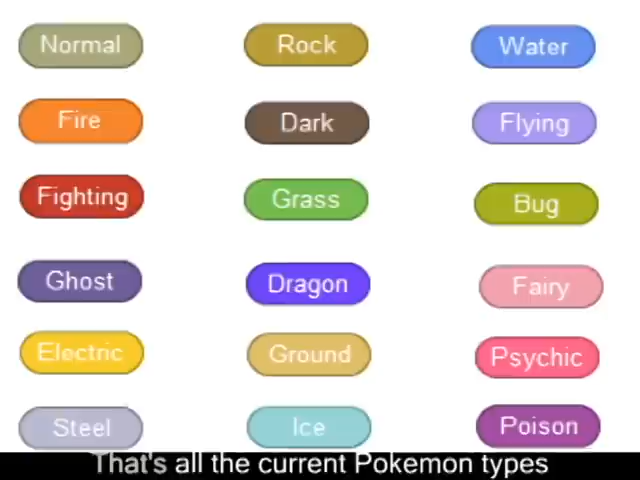 Normal Rock Water
Fire Dark Flying
Fighting Grass Bug
Ghost Dragon Fairy
Electric Ground Psychic
Steel Ice Poison
That's all the current Pokemon types